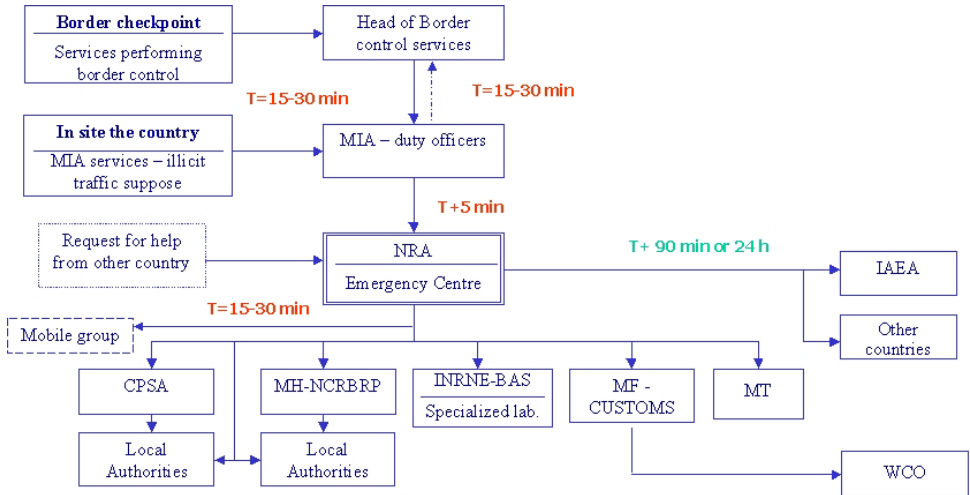 Border checkpoint
Services performing
border control
Head of Border
control services
T=15-30 min
T=15-30 min
In site the country
MIA services – illicit
traffic suppose
MIA – duty officers
T+5 min
Request for help
from other country
NRA
Emergency Centre
T+ 90 min or 24 h
IAEA
Other
countries
T=15-30 min
Mobile group
CPSA
MH-NCRBRP
INRNE-BAS
Specialized lab.
MF -
CUSTOMS
MT
Local
Authorities
Local
Authorities
WCO